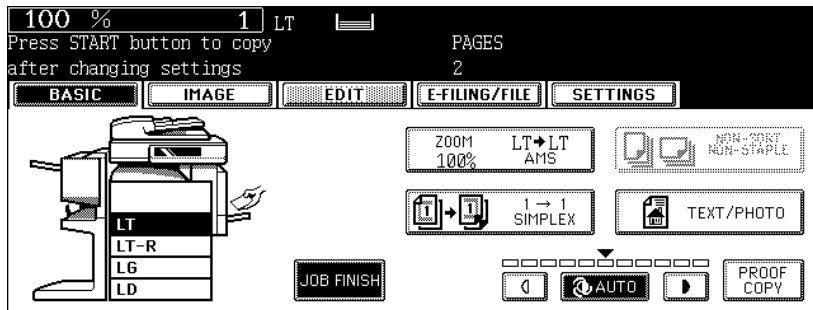 100 % 1 LT
Press START button to copy PAGES
after changing settings 2
BASIC IMAGE EDIT E-FILING/FILE SETTINGS
ZOOM LT→LT
100% AMS
NON-SORT
NON-STAPLE
1 → 1
1 → 1
SIMPLEX
TEXT/PHOTO
LT
LT-R
LG
LD
JOB FINISH
AUTO
PROOF
COPY